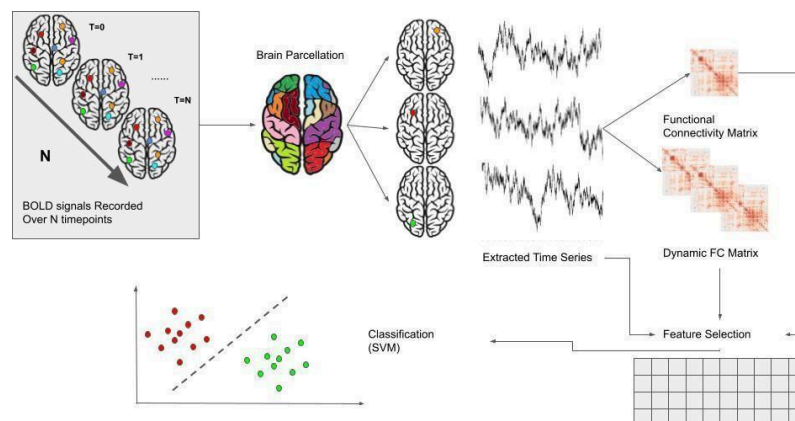 T=0
T=1
......
T=N
N
BOLD signals Recorded
Over N timepoints
Brain Parcellation
Extracted Time Series
Functional
Connectivity Matrix
Dynamic FC Matrix
Feature Selection
Classification
(SVM)